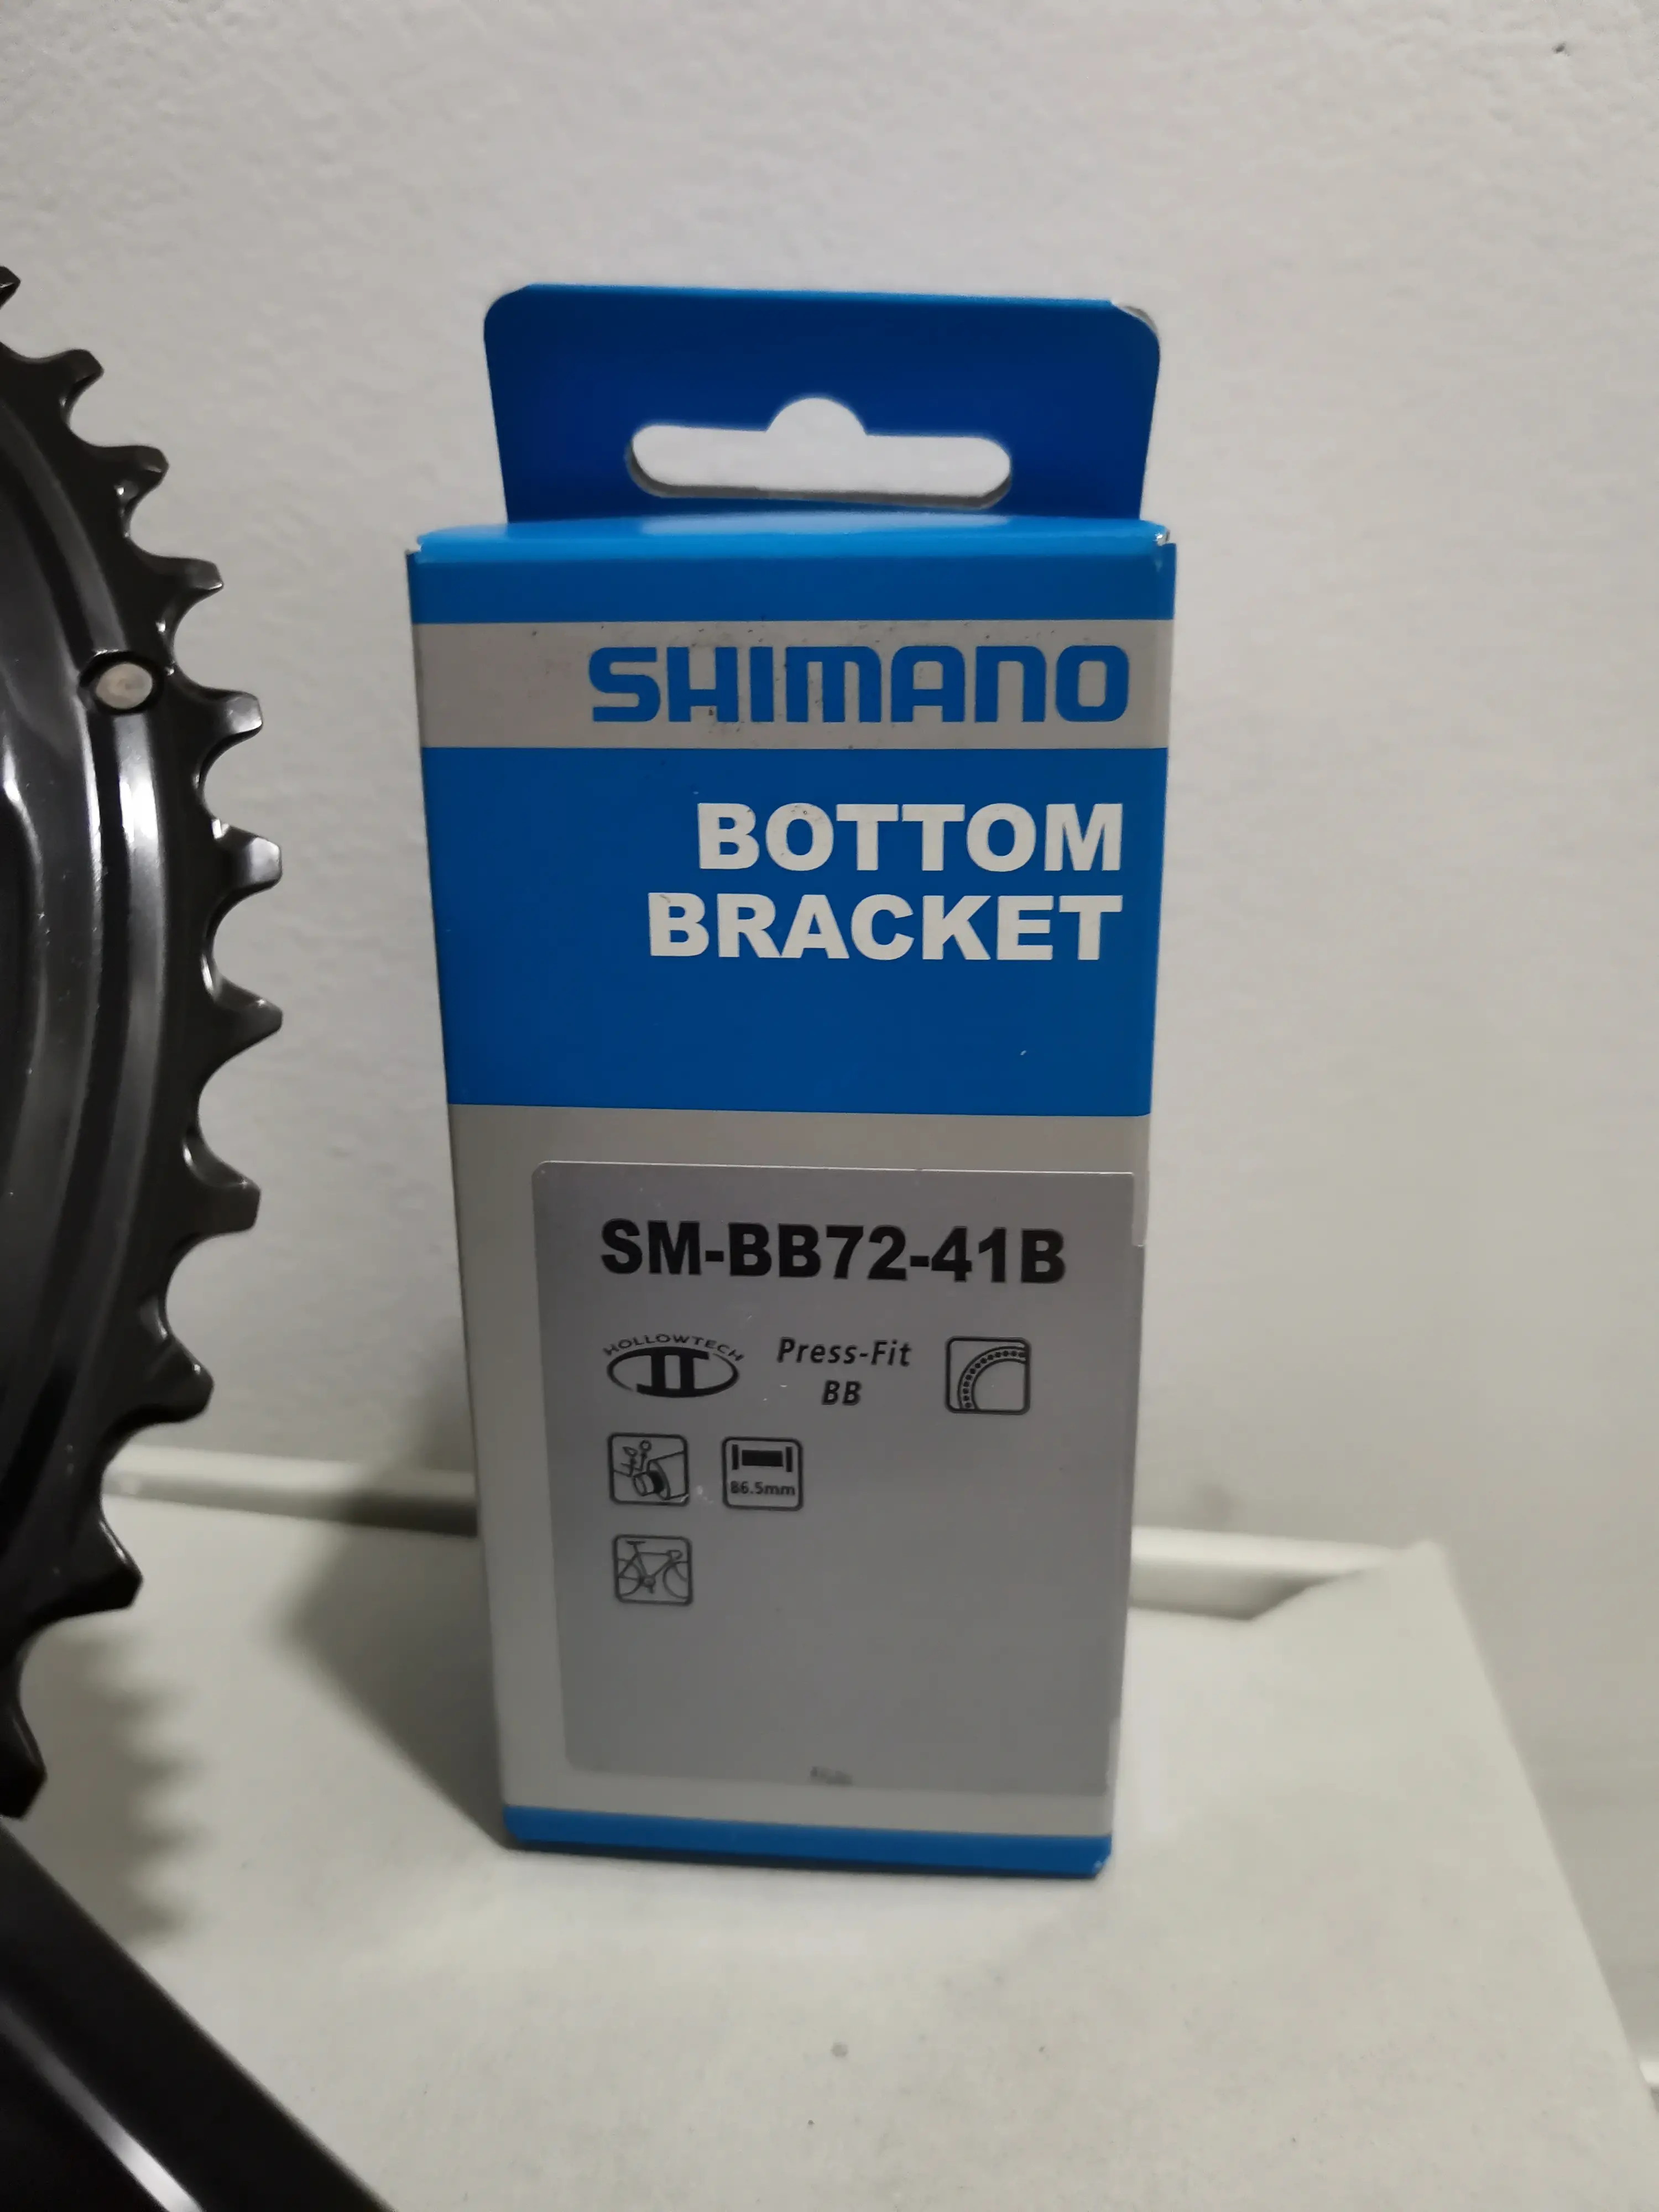 SHIMANO
BOTTOM
BRACKET
SM-BB72-41B
HOLLOWTECH
II
Press-Fit
BB
86.5mm